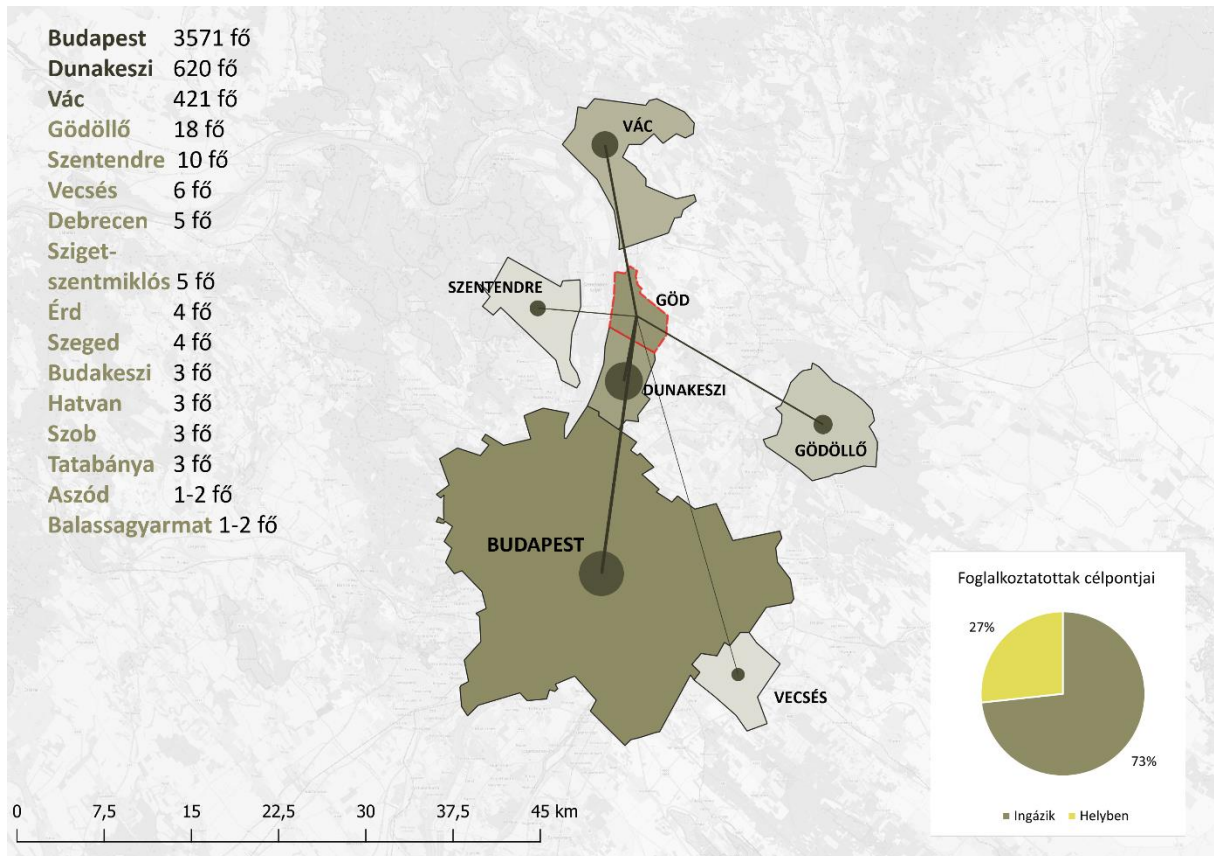 Budapest 3571 fő
Dunakeszi 620 fő
Vác 421 fő
Gödöllő 18 fő
Szentendre 10 fő
Vecsés 6 fő
Debrecen 5 fő
Sziget-
szentmiklós 5 fő
Érd 4 fő
Szeged 4 fő
Budakeszi 3 fő
Hatvan 3 fő
Szob 3 fő
Tatabánya 3 fő
Aszód 1-2 fő
Balassagyarmat 1-2 fő
VÁC
SZENTENDRE
GÖD
DUNAKESZI
GÖDÖLLŐ
BUDAPEST
VECSÉS
Foglalkoztatottak célpontjai
27%
73%
Ingázik Helyben
0 7,5 15 22,5 30 37,5 45 km